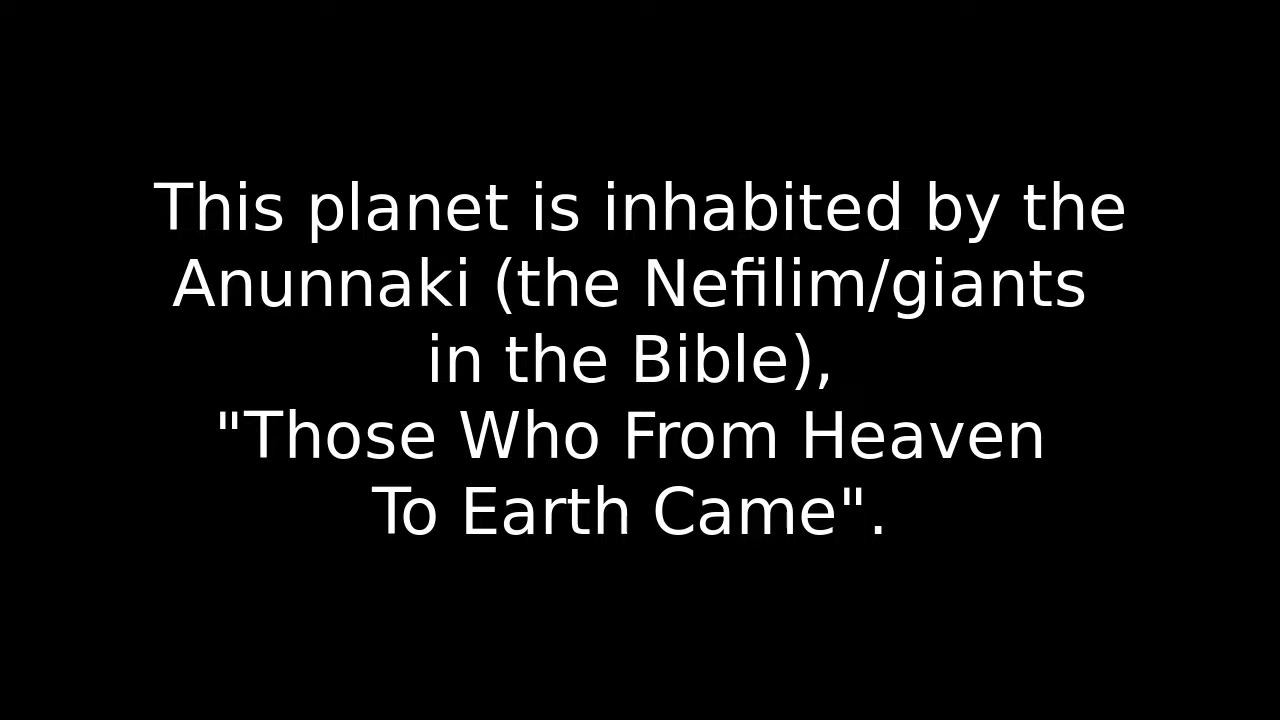 This planet is inhabited by the
Anunnaki (the Nefilim/giants
in the Bible),
"Those Who From Heaven
To Earth Came".